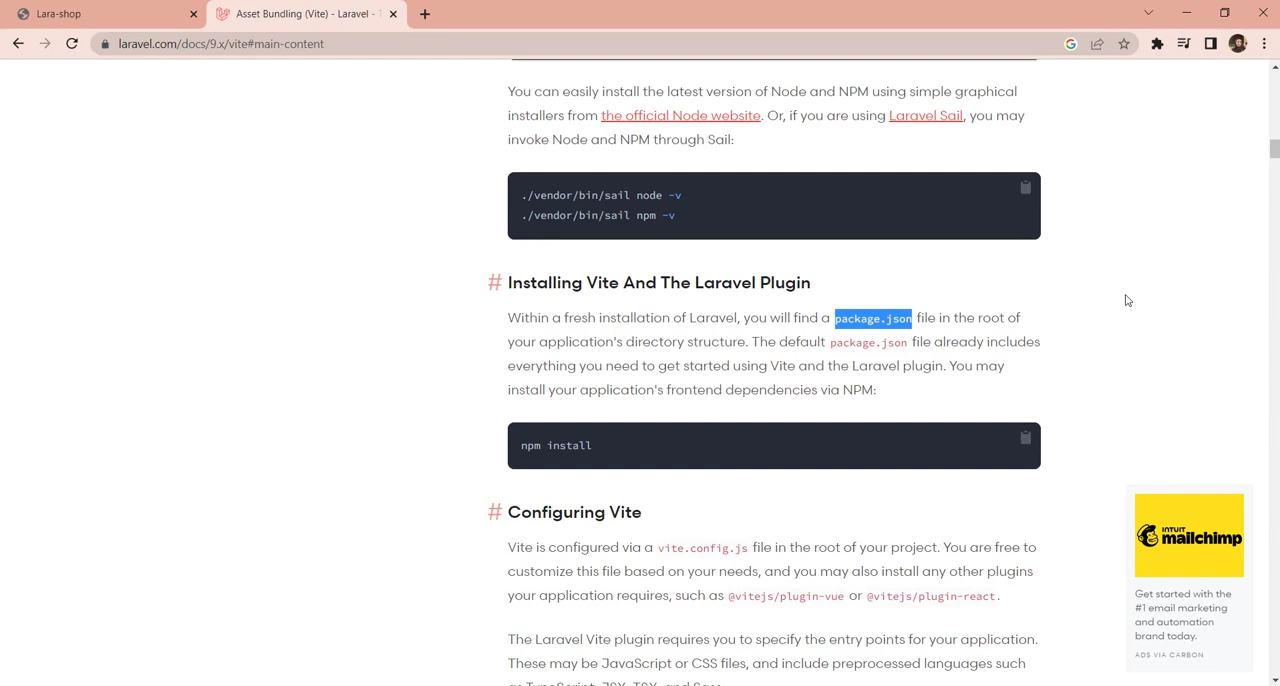 Lara-shop
Asset Bundling (Vite) - Laravel -
laravel.com/docs/9.x/vite#main-content
You can easily install the latest version of Node and NPM using simple graphical
installers from the official Node website. Or, if you are using Laravel Sail, you may
invoke Node and NPM through Sail:
./vendor/bin/sail node -v
./vendor/bin/sail npm -v
# Installing Vite And The Laravel Plugin
Within a fresh installation of Laravel, you will find a package.json file in the root of
your application's directory structure. The default package.json file already includes
everything you need to get started using Vite and the Laravel plugin. You may
install your application's frontend dependencies via NPM:
npm install
# Configuring Vite
Vite is configured via a vite.config.js file in the root of your project. You are free to
customize this file based on your needs, and you may also install any other plugins
your application requires, such as @vitejs/plugin-vue or @vitejs/plugin-react.
The Laravel Vite plugin requires you to specify the entry points for your application.
These may be JavaScript or CSS files, and include preprocessed languages such
as TypeScript, JSX, TSX, and Sass.
INTUIT
mailchimp
Get started with the
#1 email marketing
and automation
brand today.
ADS VIA CARBON